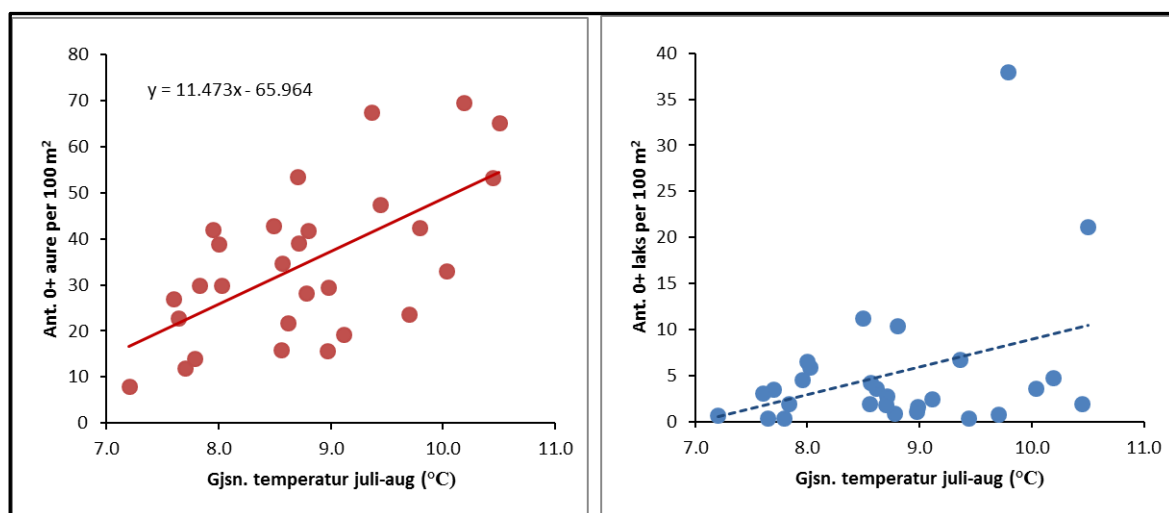 80
70
60
50
40
30
20
10
0
Ant. 0+ aure per 100 m²
y = 11.473x - 65.964
7.0 8.0 9.0 10.0 11.0
Gjsn. temperatur juli-aug (°C)
40
35
30
25
20
15
10
5
0
Ant. 0+ laks per 100 m²
7.0 8.0 9.0 10.0 11.0
Gjsn. temperatur juli-aug (°C)